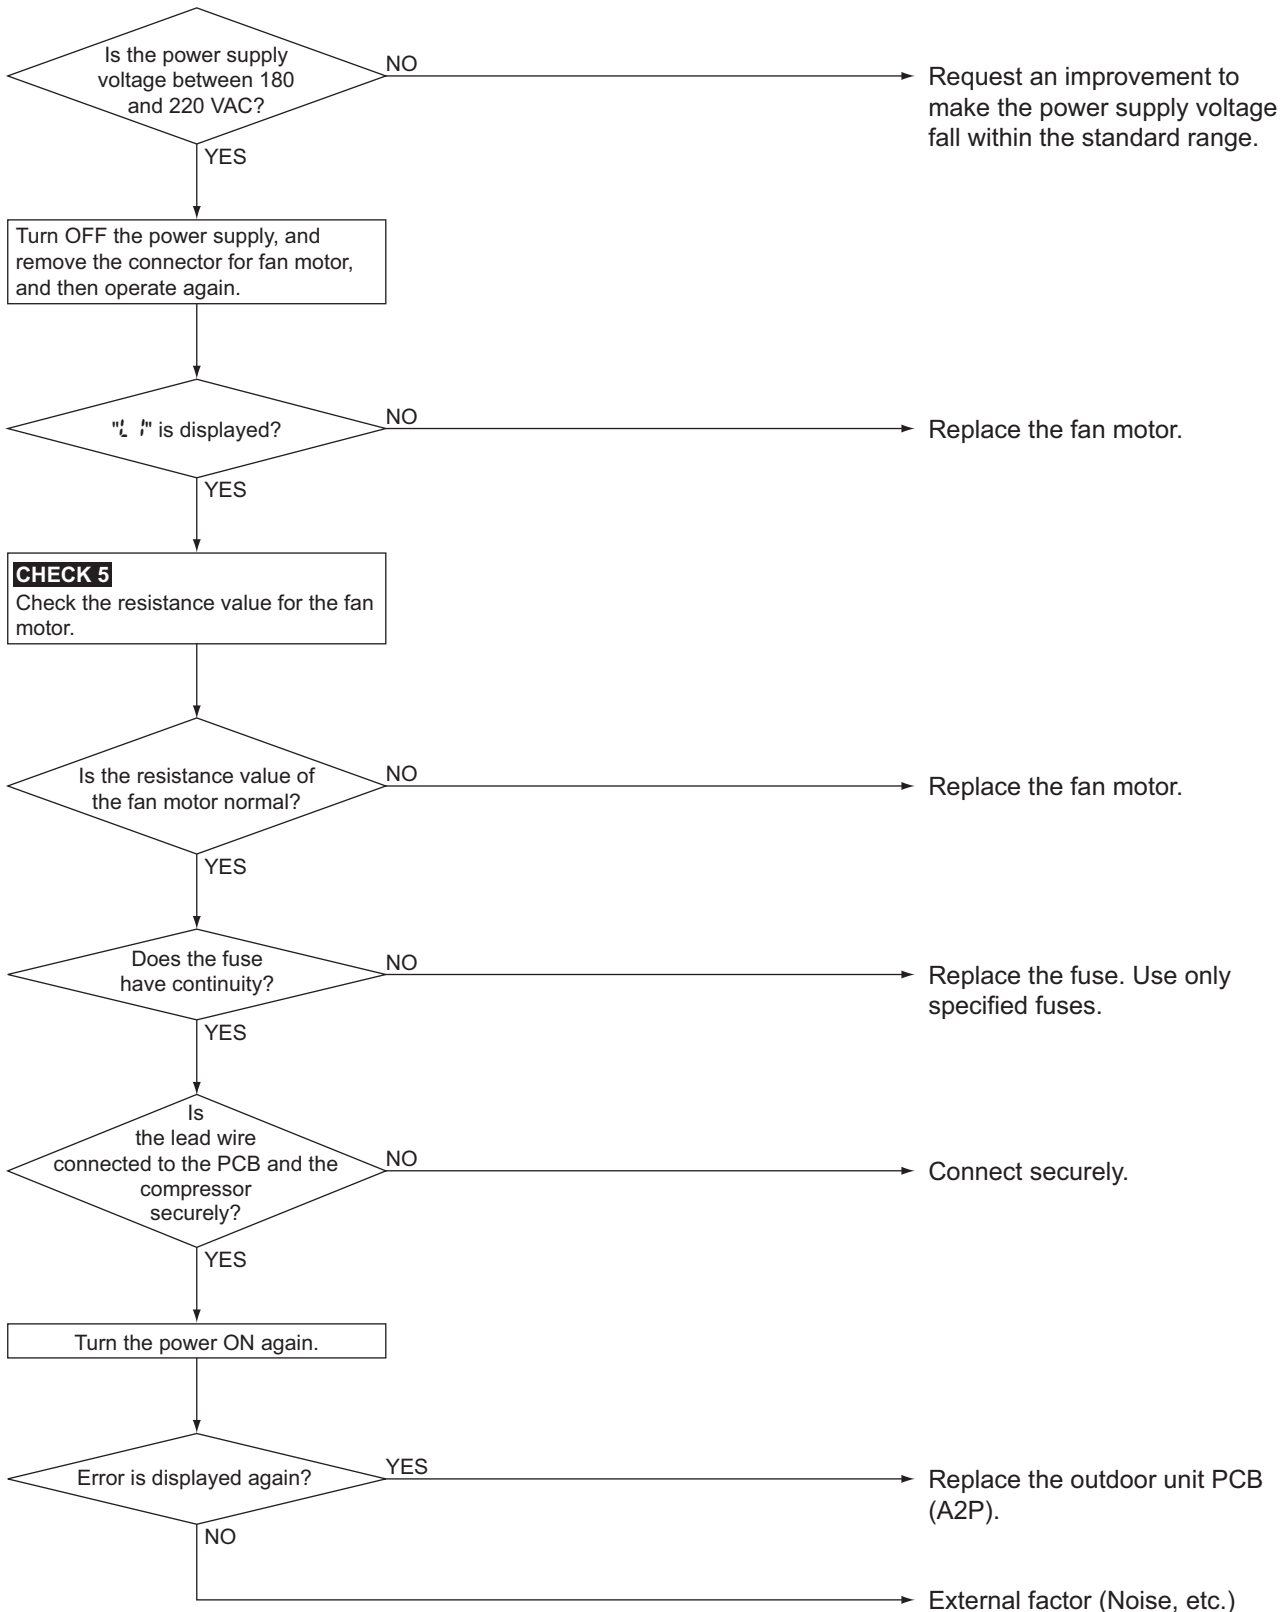 Is the power supply
voltage between 180
and 220 VAC?
NO
Request an improvement to
make the power supply voltage
fall within the standard range.
YES
Turn OFF the power supply, and
remove the connector for fan motor,
and then operate again.
"L1" is displayed?
NO
Replace the fan motor.
YES
CHECK 5
Check the resistance value for the fan
motor.
Is the resistance value of
the fan motor normal?
NO
Replace the fan motor.
YES
Does the fuse
have continuity?
NO
Replace the fuse. Use only
specified fuses.
YES
Is
the lead wire
connected to the PCB and the
compressor
securely?
NO
Connect securely.
YES
Turn the power ON again.
Error is displayed again?
YES
Replace the outdoor unit PCB
(A2P).
NO
External factor (Noise, etc.)